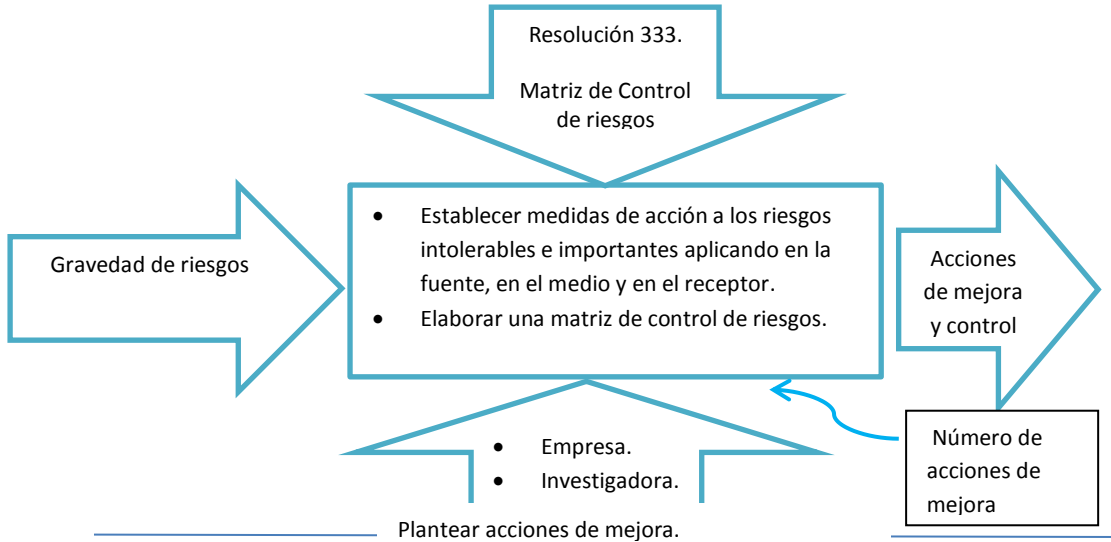 Resolución 333.
Matriz de Control
de riesgos
Gravedad de riesgos
• Establecer medidas de acción a los riesgos
intolerables e importantes aplicando en la
fuente, en el medio y en el receptor.
• Elaborar una matriz de control de riesgos.
Acciones
de mejora
y control
• Empresa.
• Investigadora.
Número de
acciones de
mejora
Plantear acciones de mejora.